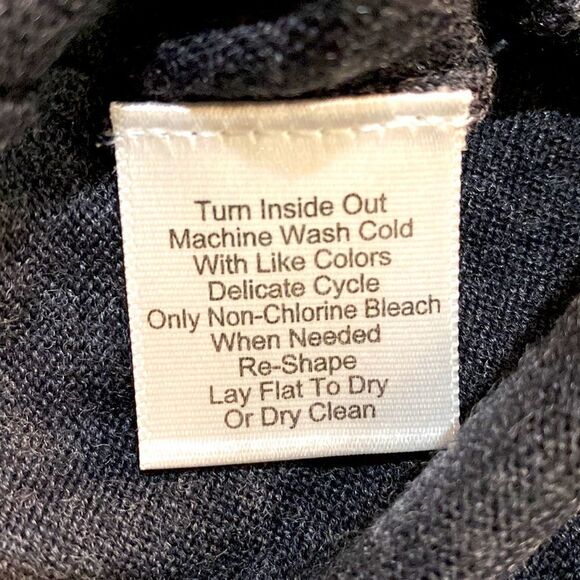 Turn Inside Out
Machine Wash Cold
With Like Colors
Delicate Cycle
Only Non-Chlorine Bleach
When Needed
Re-Shape
Lay Flat To Dry
Or Dry Clean